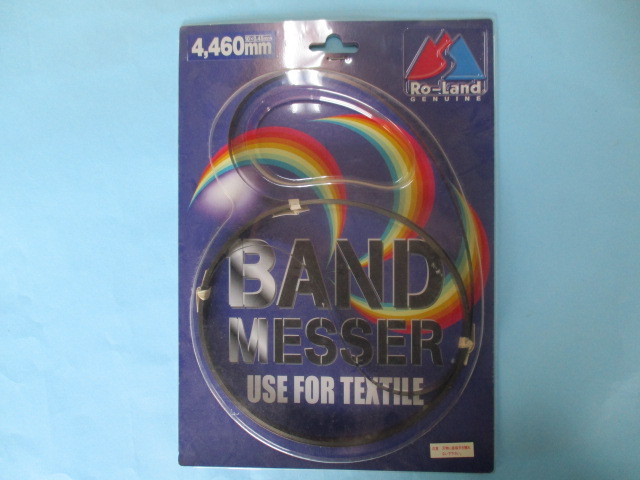 4,460mm
Ro-Land
GENUINE
BAND
MESSER
USE FOR TEXTILE